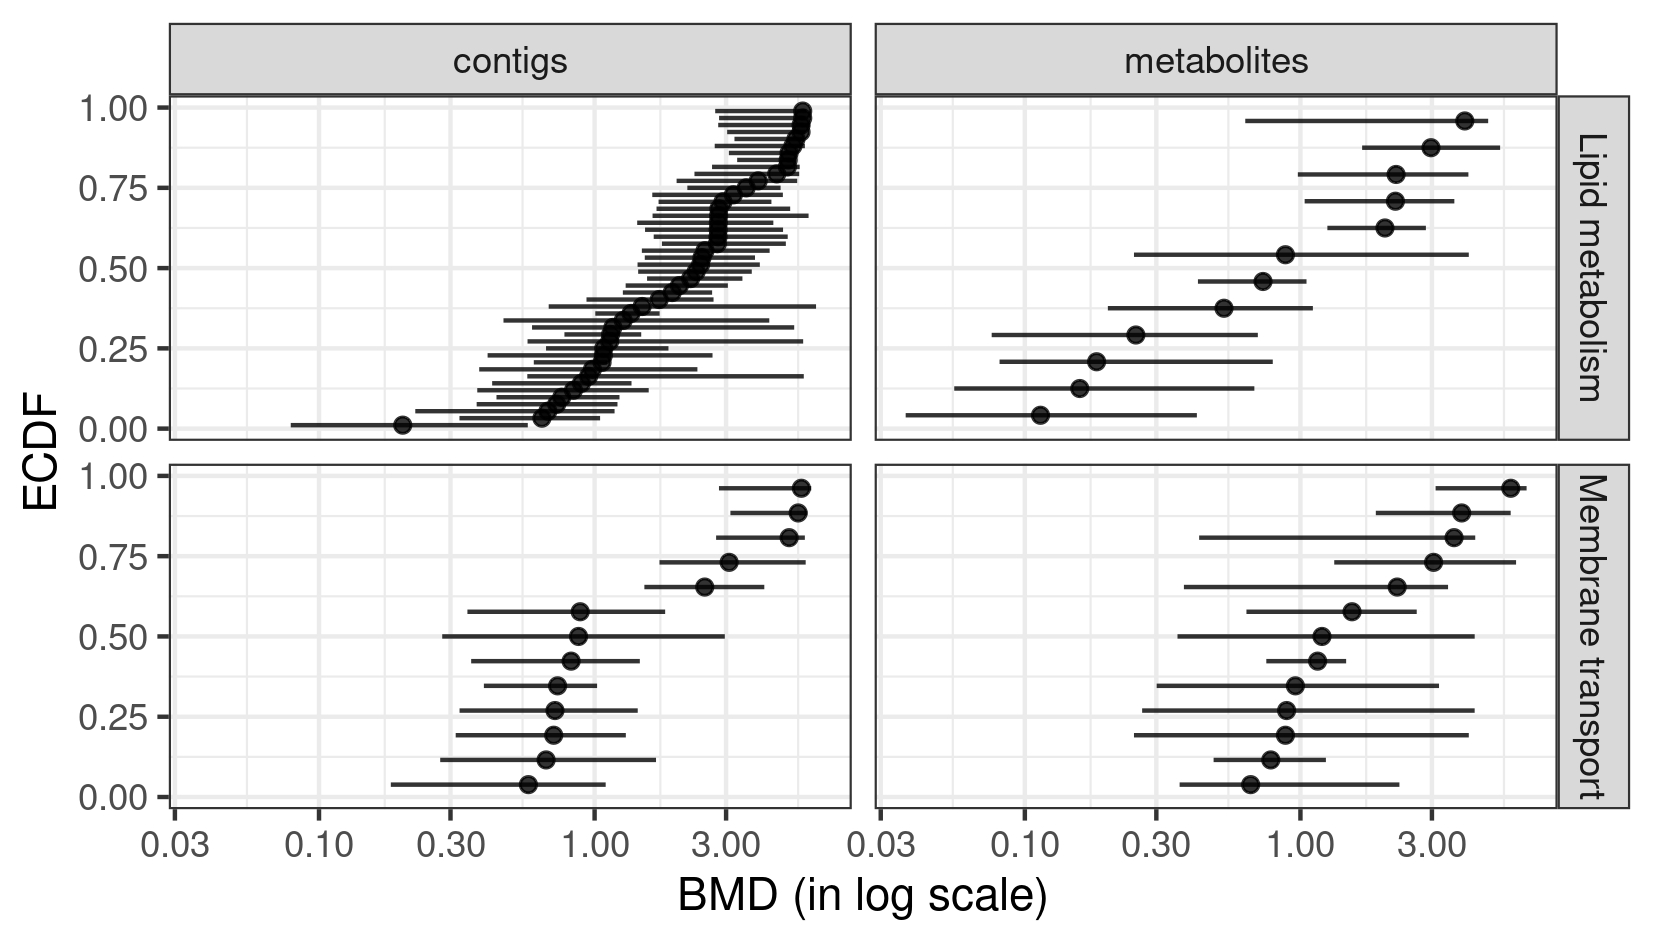 contigs
metabolites
1.00
0.75
0.50
0.25
0.00
Lipid metabolism
ECDF
1.00
0.75
0.50
0.25
0.00
Membrane transport
0.03 0.10 0.30 1.00 3.00
0.03 0.10 0.30 1.00 3.00
BMD (in log scale)